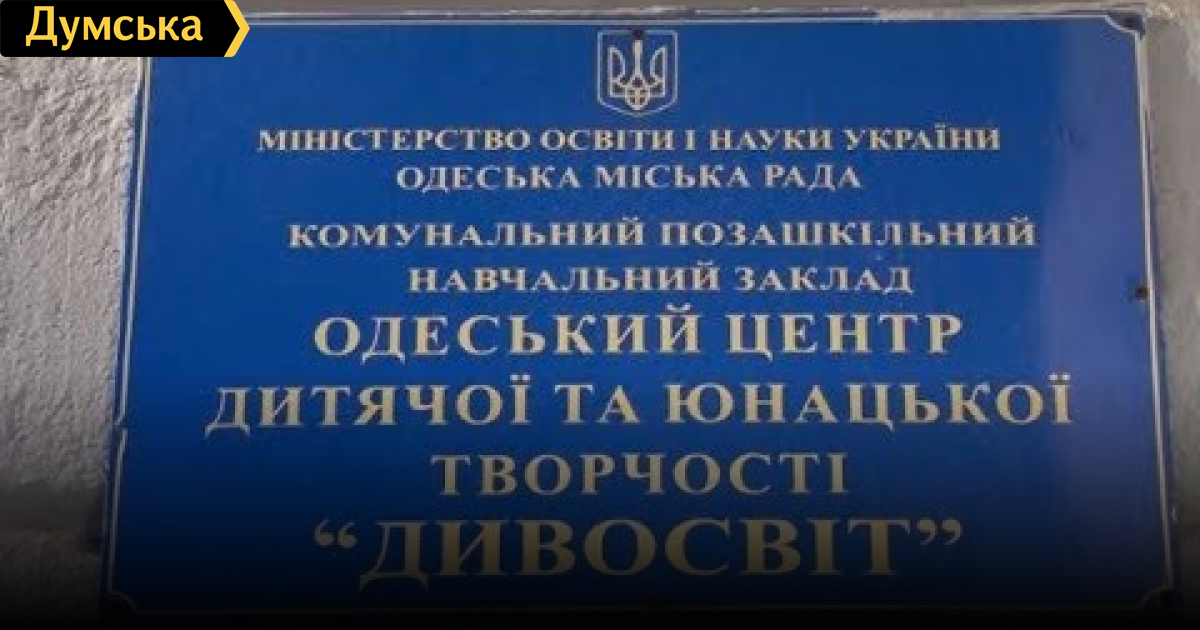 Думська
МІНІСТЕРСТВО ОСВІТИ І НАУКИ УКРАЇНИ
ОДЕСЬКА МІСЬКА РАДА
КОМУНАЛЬНИЙ ПОЗАШКІЛЬНИЙ
НАВЧАЛЬНИЙ ЗАКЛАД
ОДЕСЬКИЙ ЦЕНТР
ДИТЯЧОЇ ТА ЮНАЦЬКОЇ
ТВОРЧОСТІ
“ДИВОСВІТ”